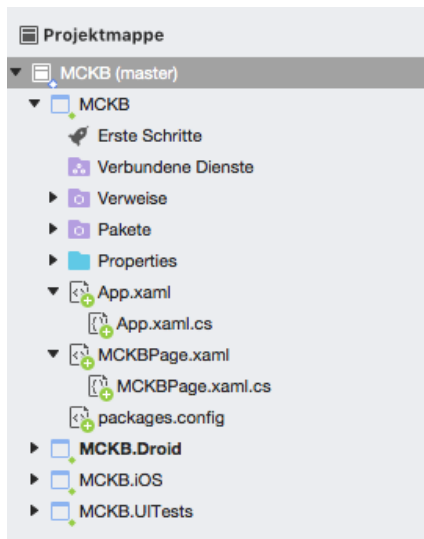 Projektmappe
MCKB (master)
MCKB
Erste Schritte
Verbundene Dienste
Verweise
Pakete
Properties
App.xaml
App.xaml.cs
MCKBPage.xaml
MCKBPage.xaml.cs
packages.config
MCKB.Droid
MCKB.iOS
MCKB.UITests